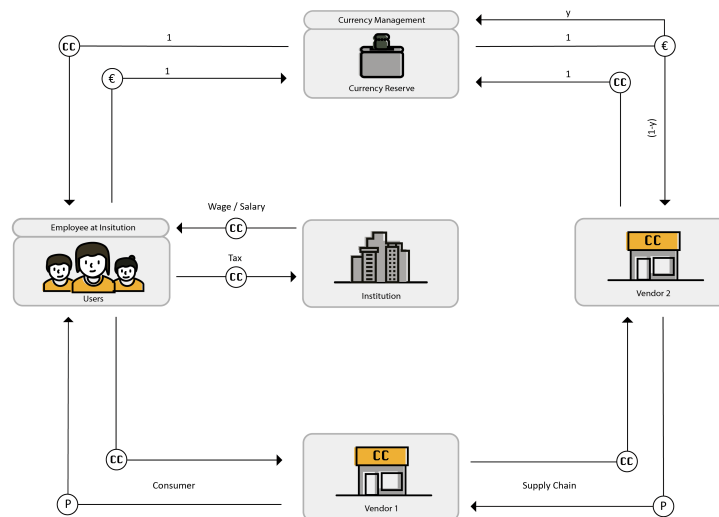 Currency Management
y
1
1
CC
€
€
1
1
CC
Currency Reserve
(1-y)
Wage / Salary
Employee at Insitution
CC
CC
Tax
CC
Users
Institution
Vendor 2
CC
CC
CC
Consumer
Supply Chain
P
Vendor 1
P